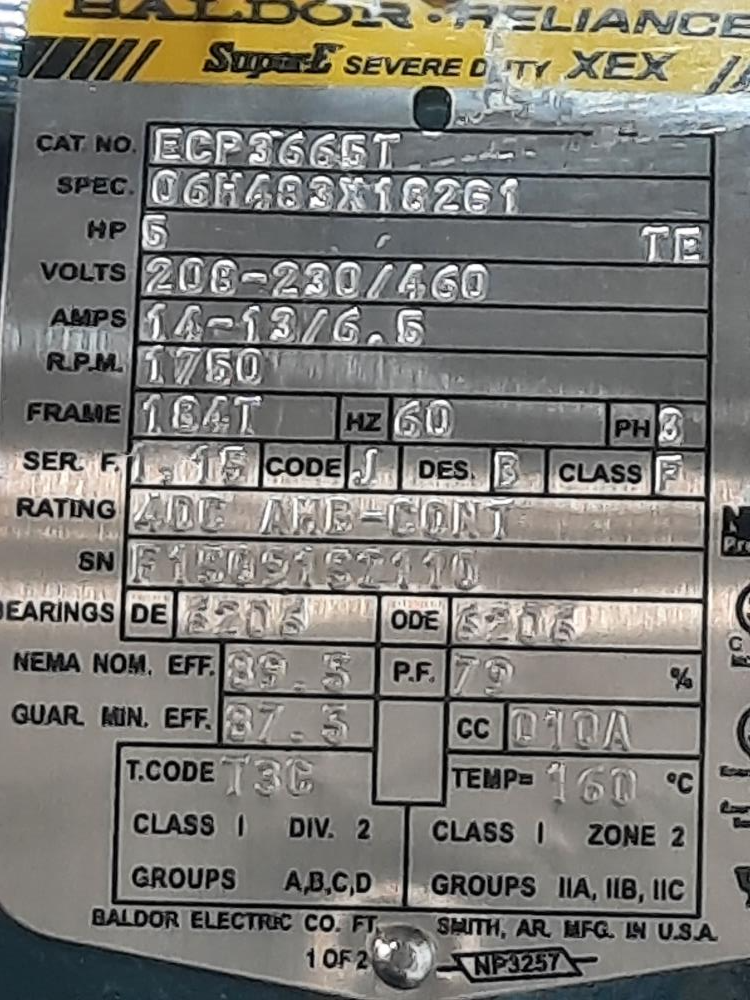 BALDOR · RELIANCE
Super-E SEVERE DUTY XEX
CAT. NO. ECP3665T
SPEC. 06H483X18261
HP 5 TE
VOLTS 208-230/460
AMPS 14-13/6.5
R.P.M. 1750
FRAME 184T HZ 60 PH 3
SER. F. 1.15 CODE J DES. B CLASS F
RATING 40C AMB-CONT
SN
BEARINGS DE 6206 ODE 6206
NEMA NOM. EFF. 89.5 P.F. 79 %
GUAR. MIN. EFF. 87.5 CC 010A
T.CODE T3C TEMP= 160 °C
CLASS I DIV. 2 CLASS I ZONE 2
GROUPS A,B,C,D GROUPS IIA, IIB, IIC
BALDOR ELECTRIC CO. FT. SMITH, AR. MFG. IN U.S.A.
1 OF 2 NP3257